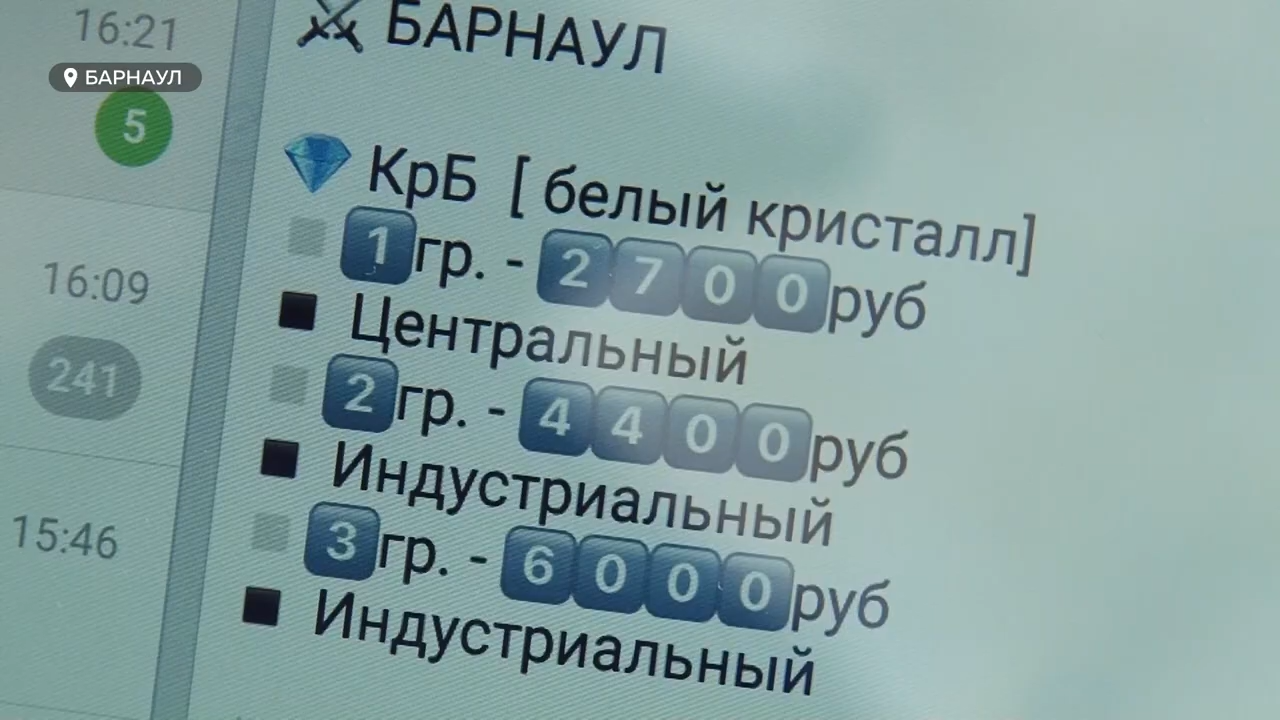 16:21
БАРНАУЛ
5
16:09
241
15:46
⚔ БАРНАУЛ
💎 КрБ [ белый кристалл]
1гр. - 2700руб
Центральный
2гр. - 4400руб
Индустриальный
3гр. - 6000руб
Индустриальный